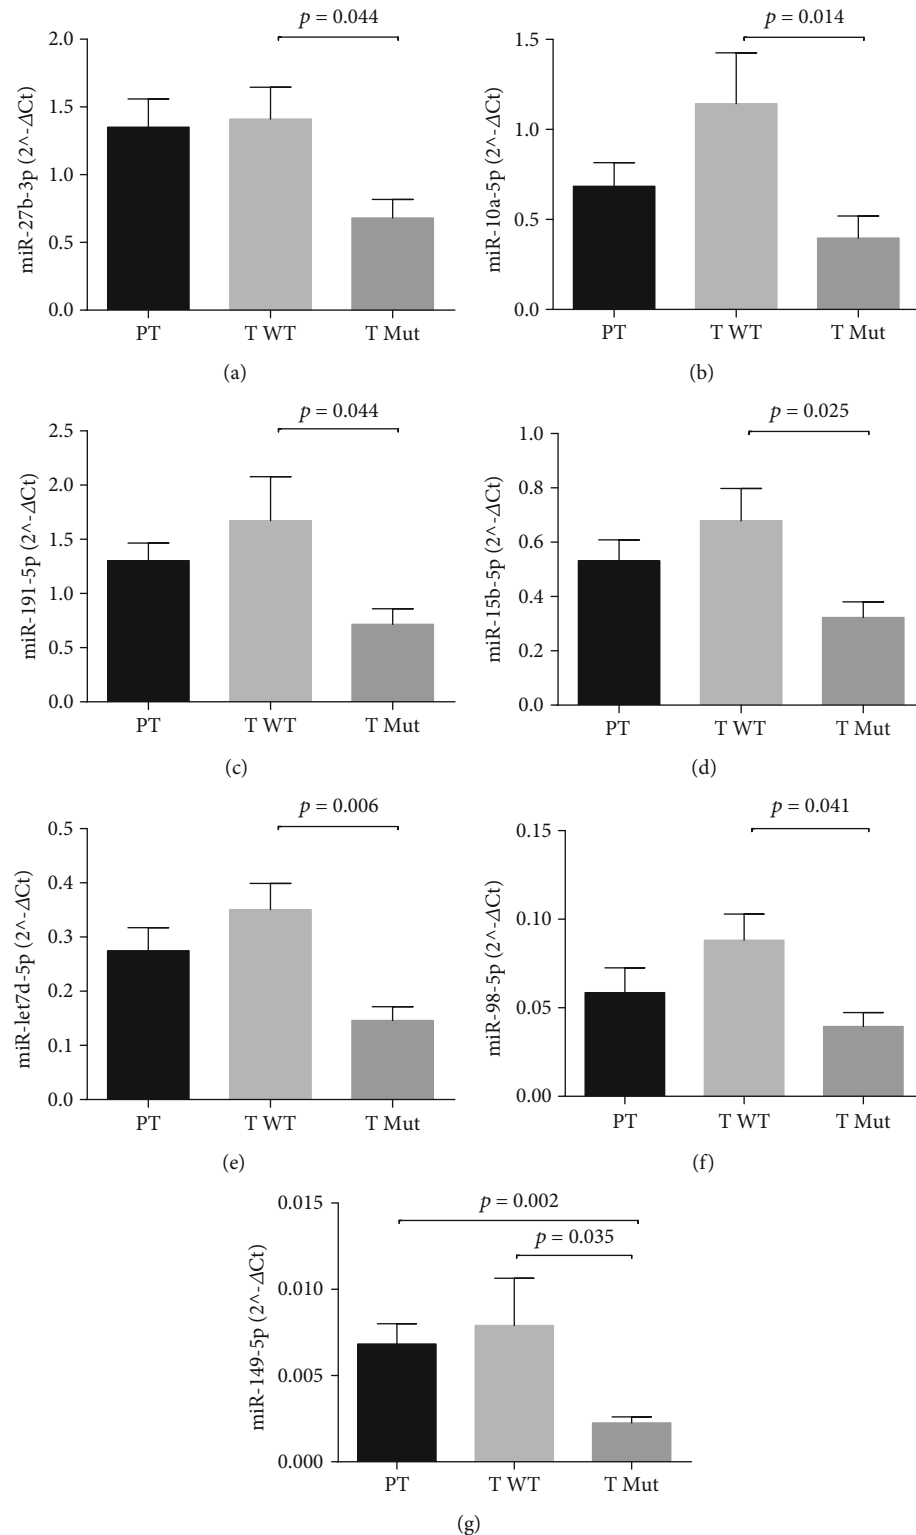 p = 0.044
miR-27b-3p (2^-ΔCt)
2.0
1.5
1.0
0.5
0.0
PT T WT T Mut
(a)
p = 0.014
miR-10a-5p (2^-ΔCt)
1.5
1.0
0.5
0.0
PT T WT T Mut
(b)
p = 0.044
miR-191-5p (2^-ΔCt)
2.5
2.0
1.5
1.0
0.5
0.0
PT T WT T Mut
(c)
p = 0.025
miR-15b-5p (2^-ΔCt)
1.0
0.8
0.6
0.4
0.2
0.0
PT T WT T Mut
(d)
p = 0.006
miR-let7d-5p (2^-ΔCt)
0.5
0.4
0.3
0.2
0.1
0.0
PT T WT T Mut
(e)
p = 0.041
miR-98-5p (2^-ΔCt)
0.15
0.10
0.05
0.00
PT T WT T Mut
(f)
p = 0.002
p = 0.035
miR-149-5p (2^-ΔCt)
0.015
0.010
0.005
0.000
PT T WT T Mut
(g)